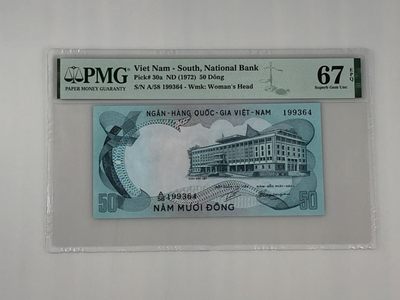 PMG
PAPER MONEY GUARANTY
Viet Nam - South, National Bank
Pick# 30a ND (1972) 50 Dông
S/N A/58 199364 - Wmk: Woman's Head
67 EPQ
Superb Gem Unc
NGÂN-HÀNG QUỐC-GIA VIỆT-NAM
199364
A/58 199364
50
50
NĂM MƯƠI ĐỒNG